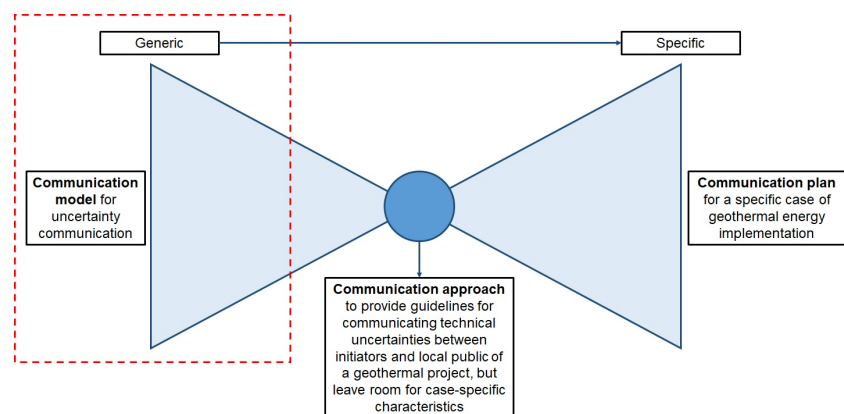 Generic
Specific
Communication
model for
uncertainty
communication
Communication plan
for a specific case of
geothermal energy
implementation
Communication approach
to provide guidelines for
communicating technical
uncertainties between
initiators and local public of
a geothermal project, but
leave room for case-specific
characteristics